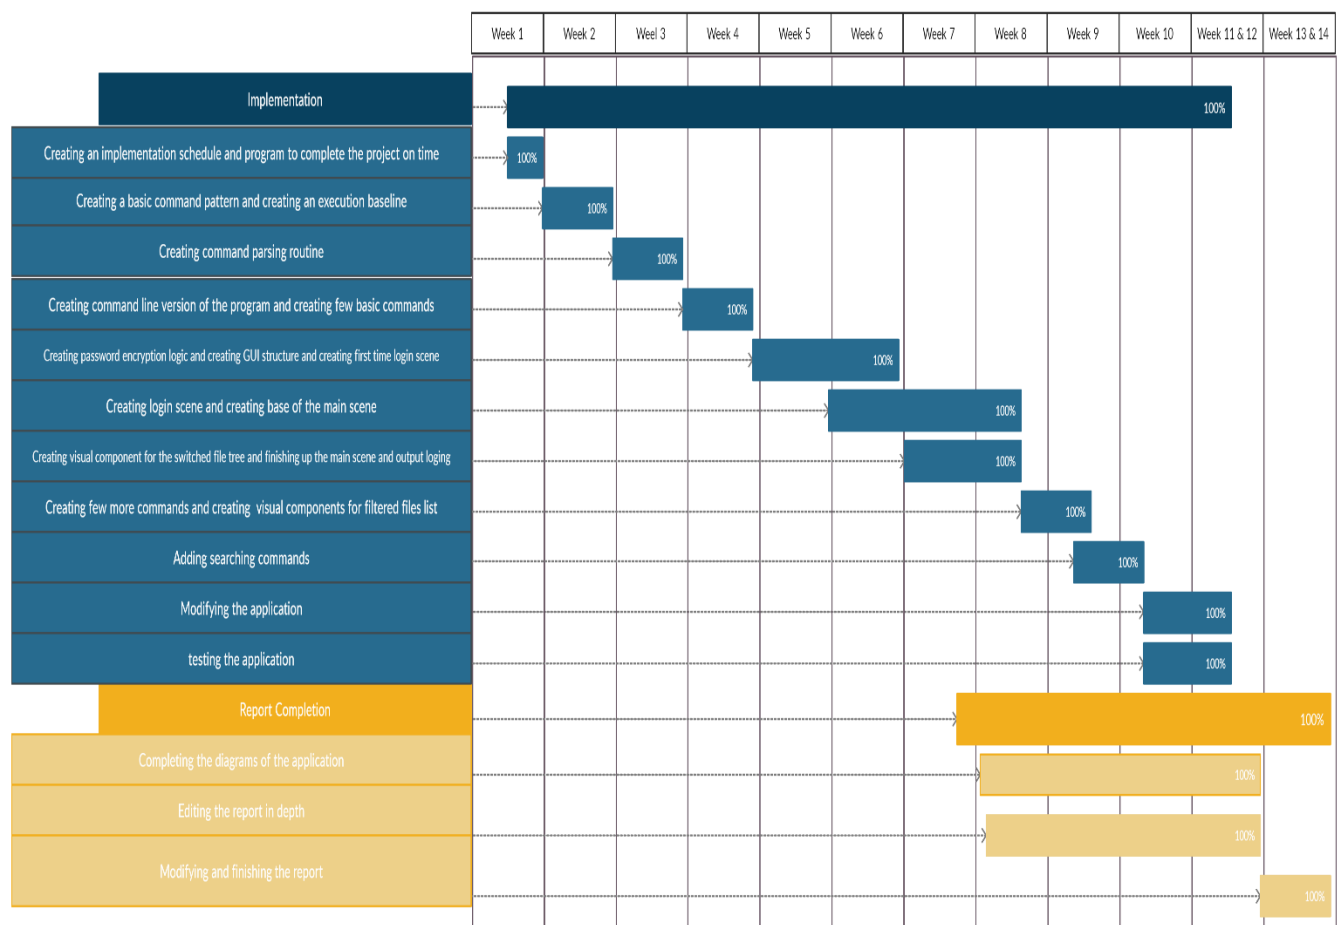 Week 1
Week 2
Weel 3
Week 4
Week 5
Week 6
Week 7
Week 8
Week 9
Week 10
Week 11 & 12
Week 13 & 14
Implementation
100%
Creating an implementation schedule and program to complete the project on time
100%
Creating a basic command pattern and creating an execution baseline
100%
Creating command parsing routine
100%
Creating command line version of the program and creating few basic commands
100%
Creating password encryption logic and creating GUI structure and creating first time login scene
100%
Creating login scene and creating base of the main scene
100%
Creating visual component for the switched file tree and finishing up the main scene and output loging
100%
Creating few more commands and creating visual components for filtered files list
100%
Adding searching commands
100%
Modifying the application
100%
testing the application
100%
Report Completion
100%
Completing the diagrams of the application
100%
Editing the report in depth
100%
Modifying and finishing the report
100%